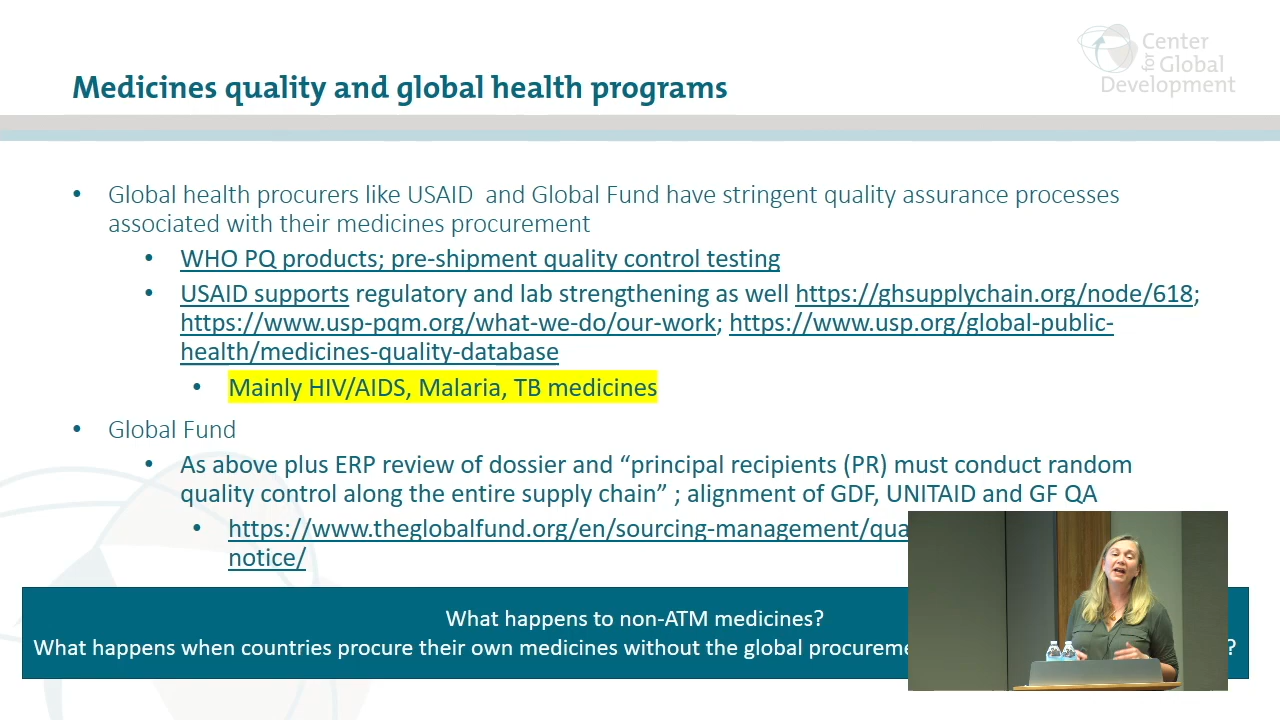 Center
for Global
Development
Medicines quality and global health programs
• Global health procurers like USAID and Global Fund have stringent quality assurance processes
associated with their medicines procurement
• WHO PQ products; pre-shipment quality control testing
• USAID supports regulatory and lab strengthening as well https://ghsupplychain.org/node/618;
https://www.usp-pqm.org/what-we-do/our-work; https://www.usp.org/global-public-
health/medicines-quality-database
• Mainly HIV/AIDS, Malaria, TB medicines
• Global Fund
• As above plus ERP review of dossier and “principal recipients (PR) must conduct random
quality control along the entire supply chain” ; alignment of GDF, UNITAID and GF QA
• https://www.theglobalfund.org/en/sourcing-management/qua
notice/
What happens to non-ATM medicines?
What happens when countries procure their own medicines without the global ?